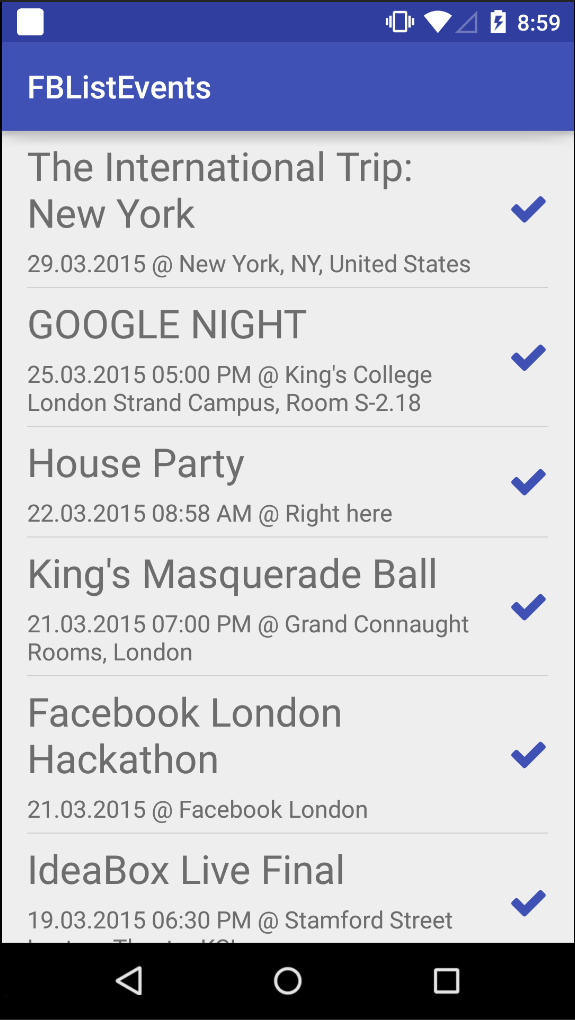 8:59
FBListEvents
The International Trip:
New York
29.03.2015 @ New York, NY, United States
GOOGLE NIGHT
25.03.2015 05:00 PM @ King's College
London Strand Campus, Room S-2.18
House Party
22.03.2015 08:58 AM @ Right here
King's Masquerade Ball
21.03.2015 07:00 PM @ Grand Connaught
Rooms, London
Facebook London
Hackathon
21.03.2015 @ Facebook London
IdeaBox Live Final
19.03.2015 06:30 PM @ Stamford Street